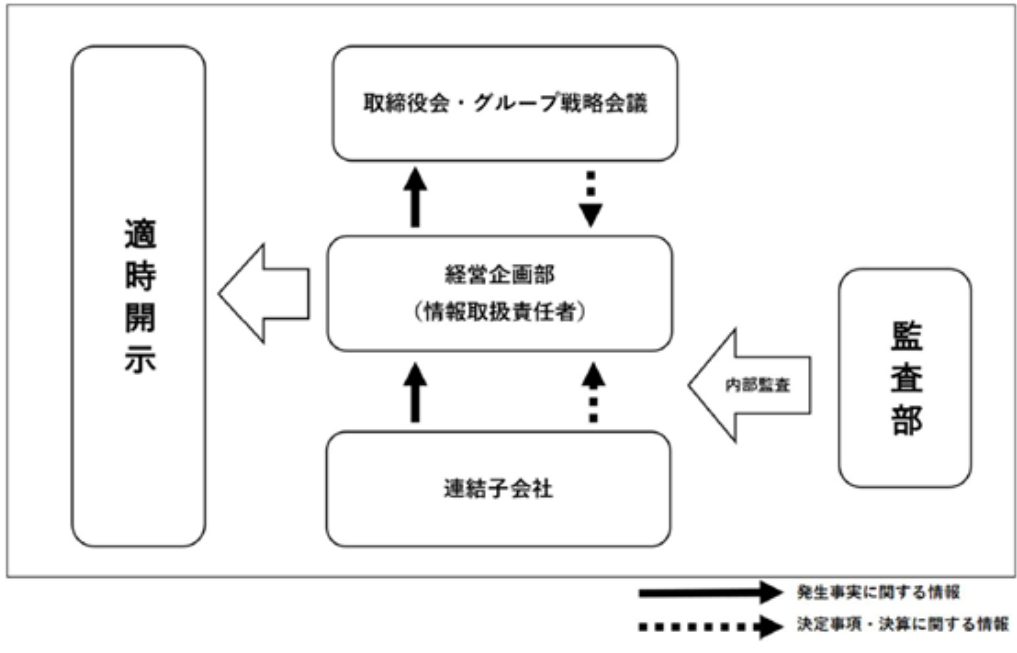 取締役会・グループ戦略会議
適時開示
経営企画部
（情報取扱責任者）
監査部
内部監査
連結子会社
発生事実に関する情報
決定事項・決算に関する情報